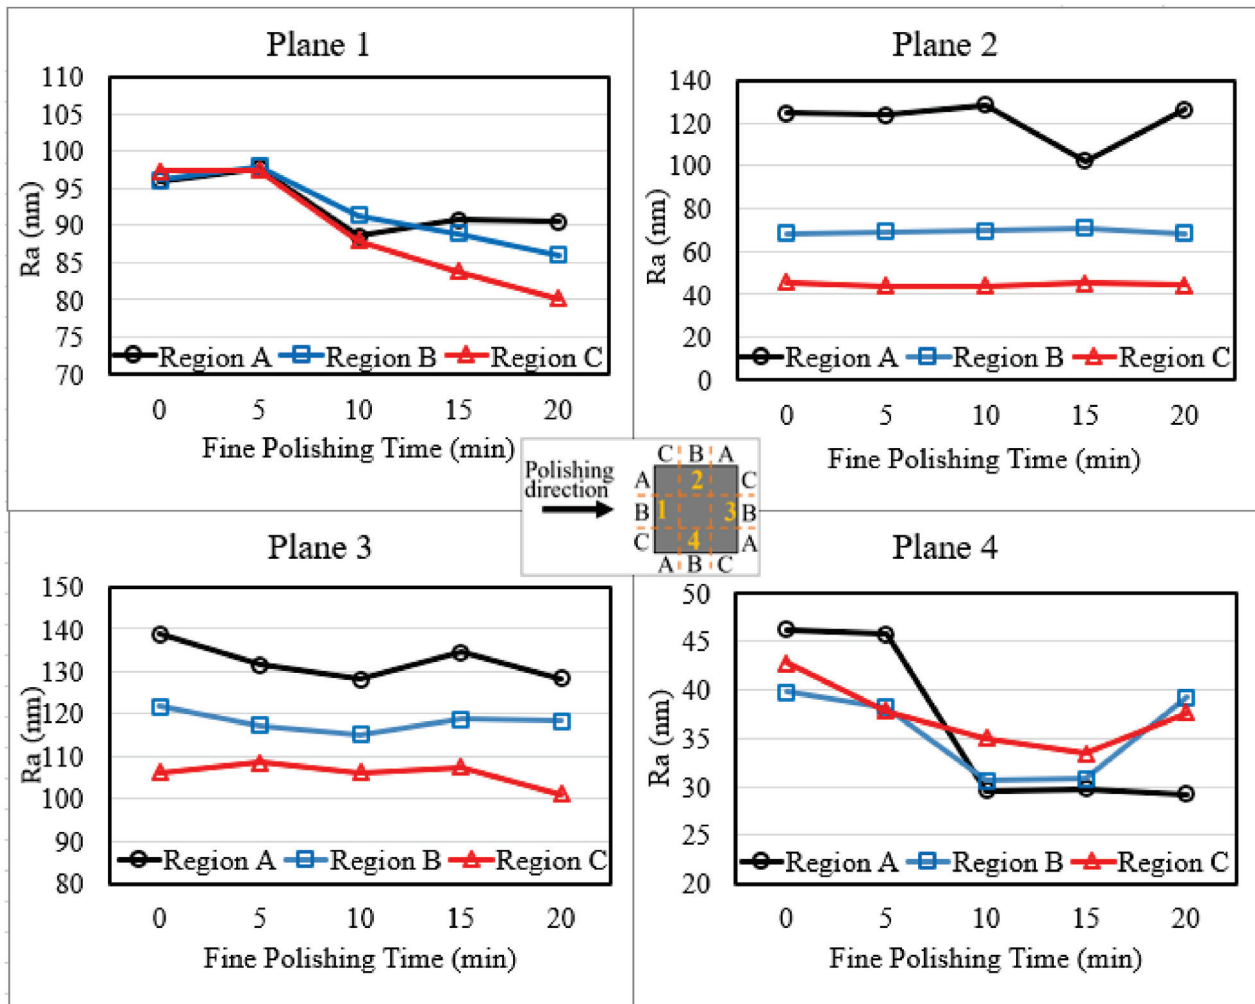 Plane 1
110
105
100
95
90
85
80
75
70
Ra (nm)
Region A
Region B
Region C
0 5 10 15 20
Fine Polishing Time (min)
Plane 2
140
120
100
80
60
40
20
0
Ra (nm)
Region A
Region B
Region C
0 5 10 15 20
Fine Polishing Time (min)
Polishing
direction
C B A
A 2 C
B 1 3 B
C 4 A
A B C
Plane 3
150
140
130
120
110
100
90
80
Ra (nm)
Region A
Region B
Region C
0 5 10 15 20
Fine Polishing Time (min)
Plane 4
50
45
40
35
30
25
20
Ra (nm)
Region A
Region B
Region C
0 5 10 15 20
Fine Polishing Time (min)